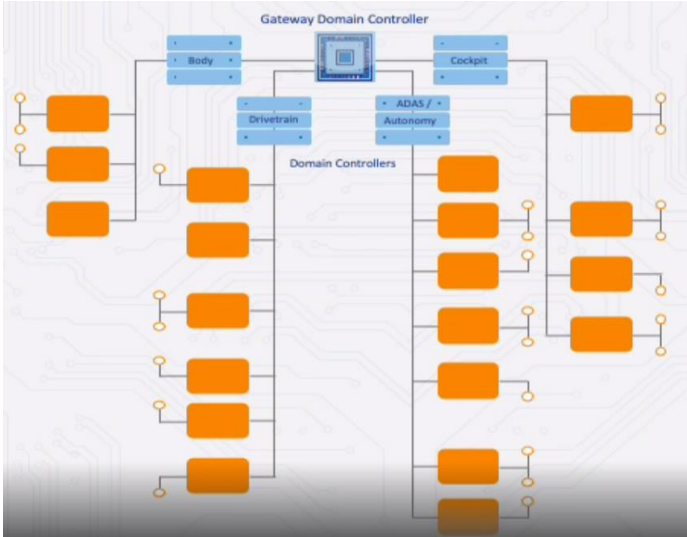 Gateway Domain Controller
Body
Cockpit
Drivetrain
ADAS /
Autonomy
Domain Controllers